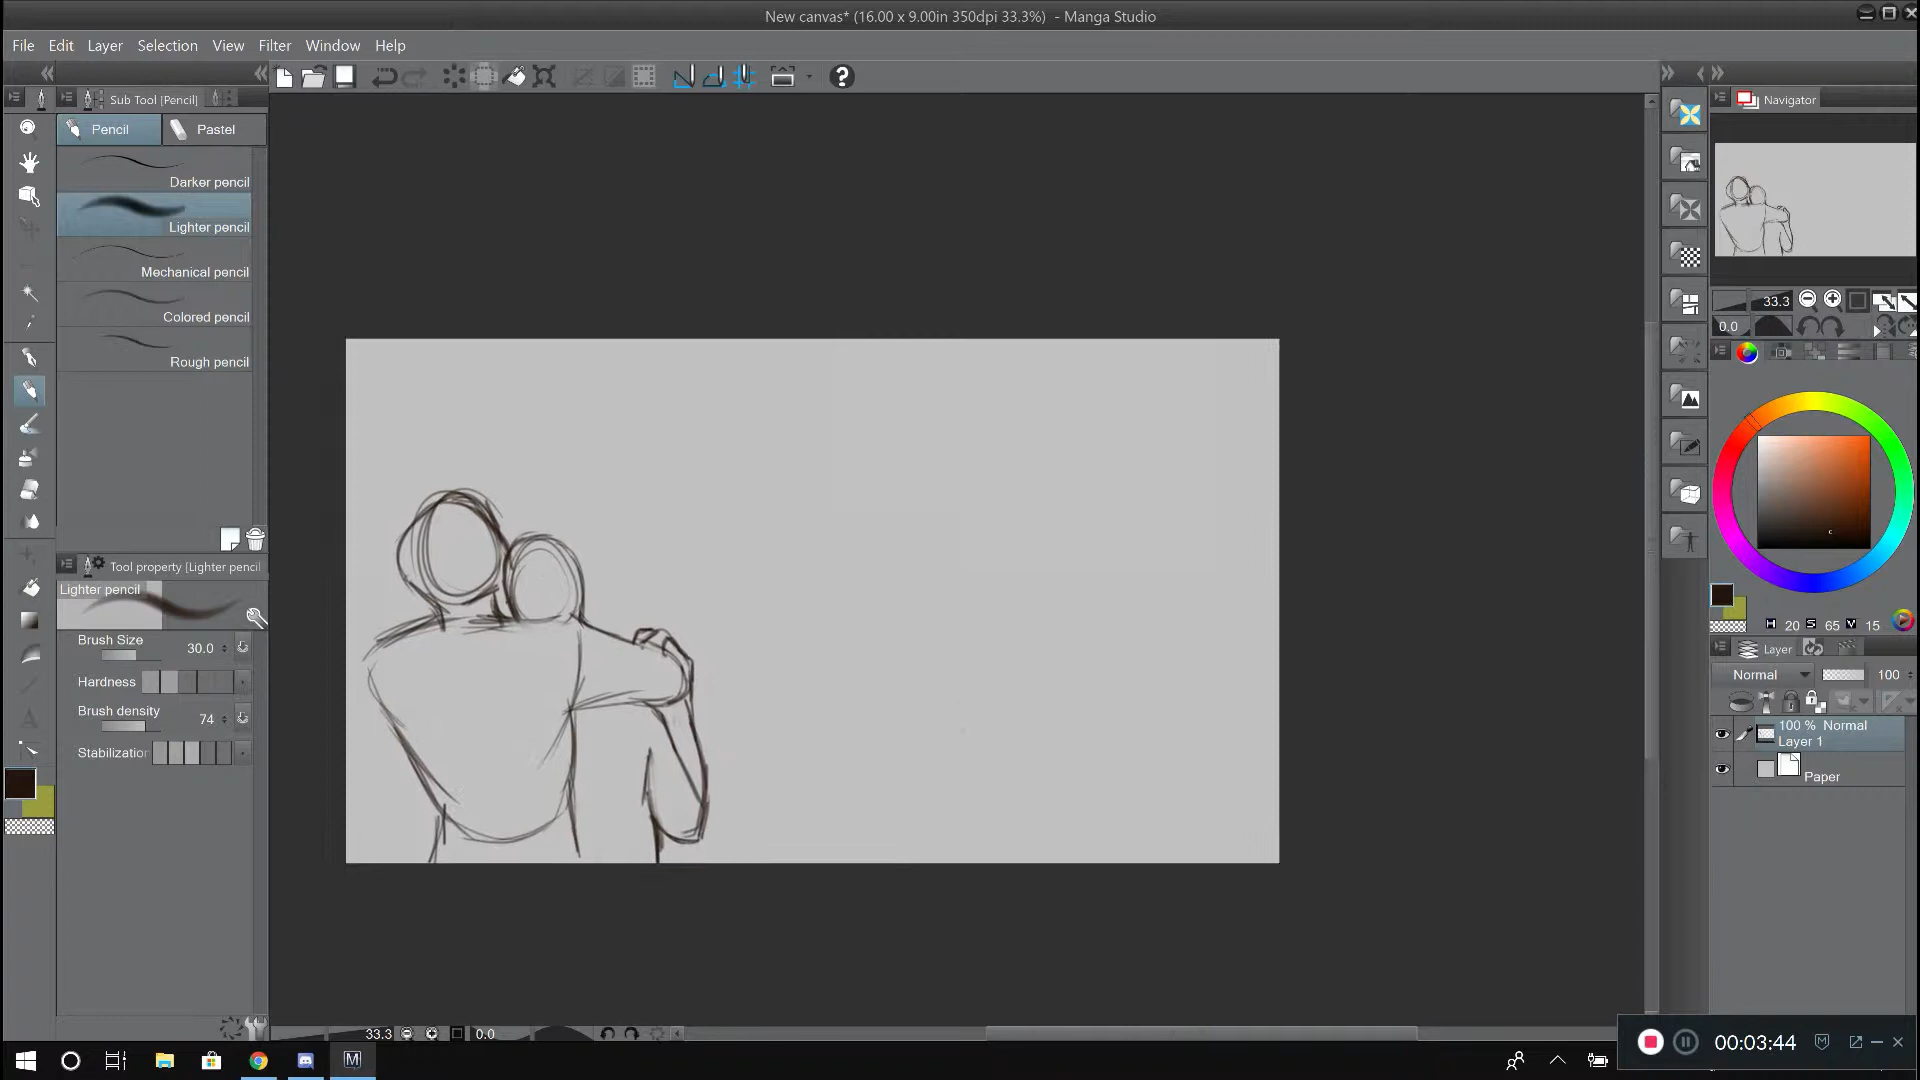 New canvas* (16.00 x 9.00in 350dpi 33.3%) - Manga Studio
File Edit Layer Selection View Filter Window Help
Sub Tool [Pencil]
Navigator
Pencil
Pastel
Darker pencil
Lighter pencil
Mechanical pencil
Colored pencil
Rough pencil
33.3
0.0
Tool property [Lighter pencil
Lighter pencil
Brush Size
30.0
Hardness
Brush density
74
Stabilization
H 20 S 65 V 15
Layer
Normal
100
100 % Normal
Layer 1
Paper
33.3
0.0
00:03:44